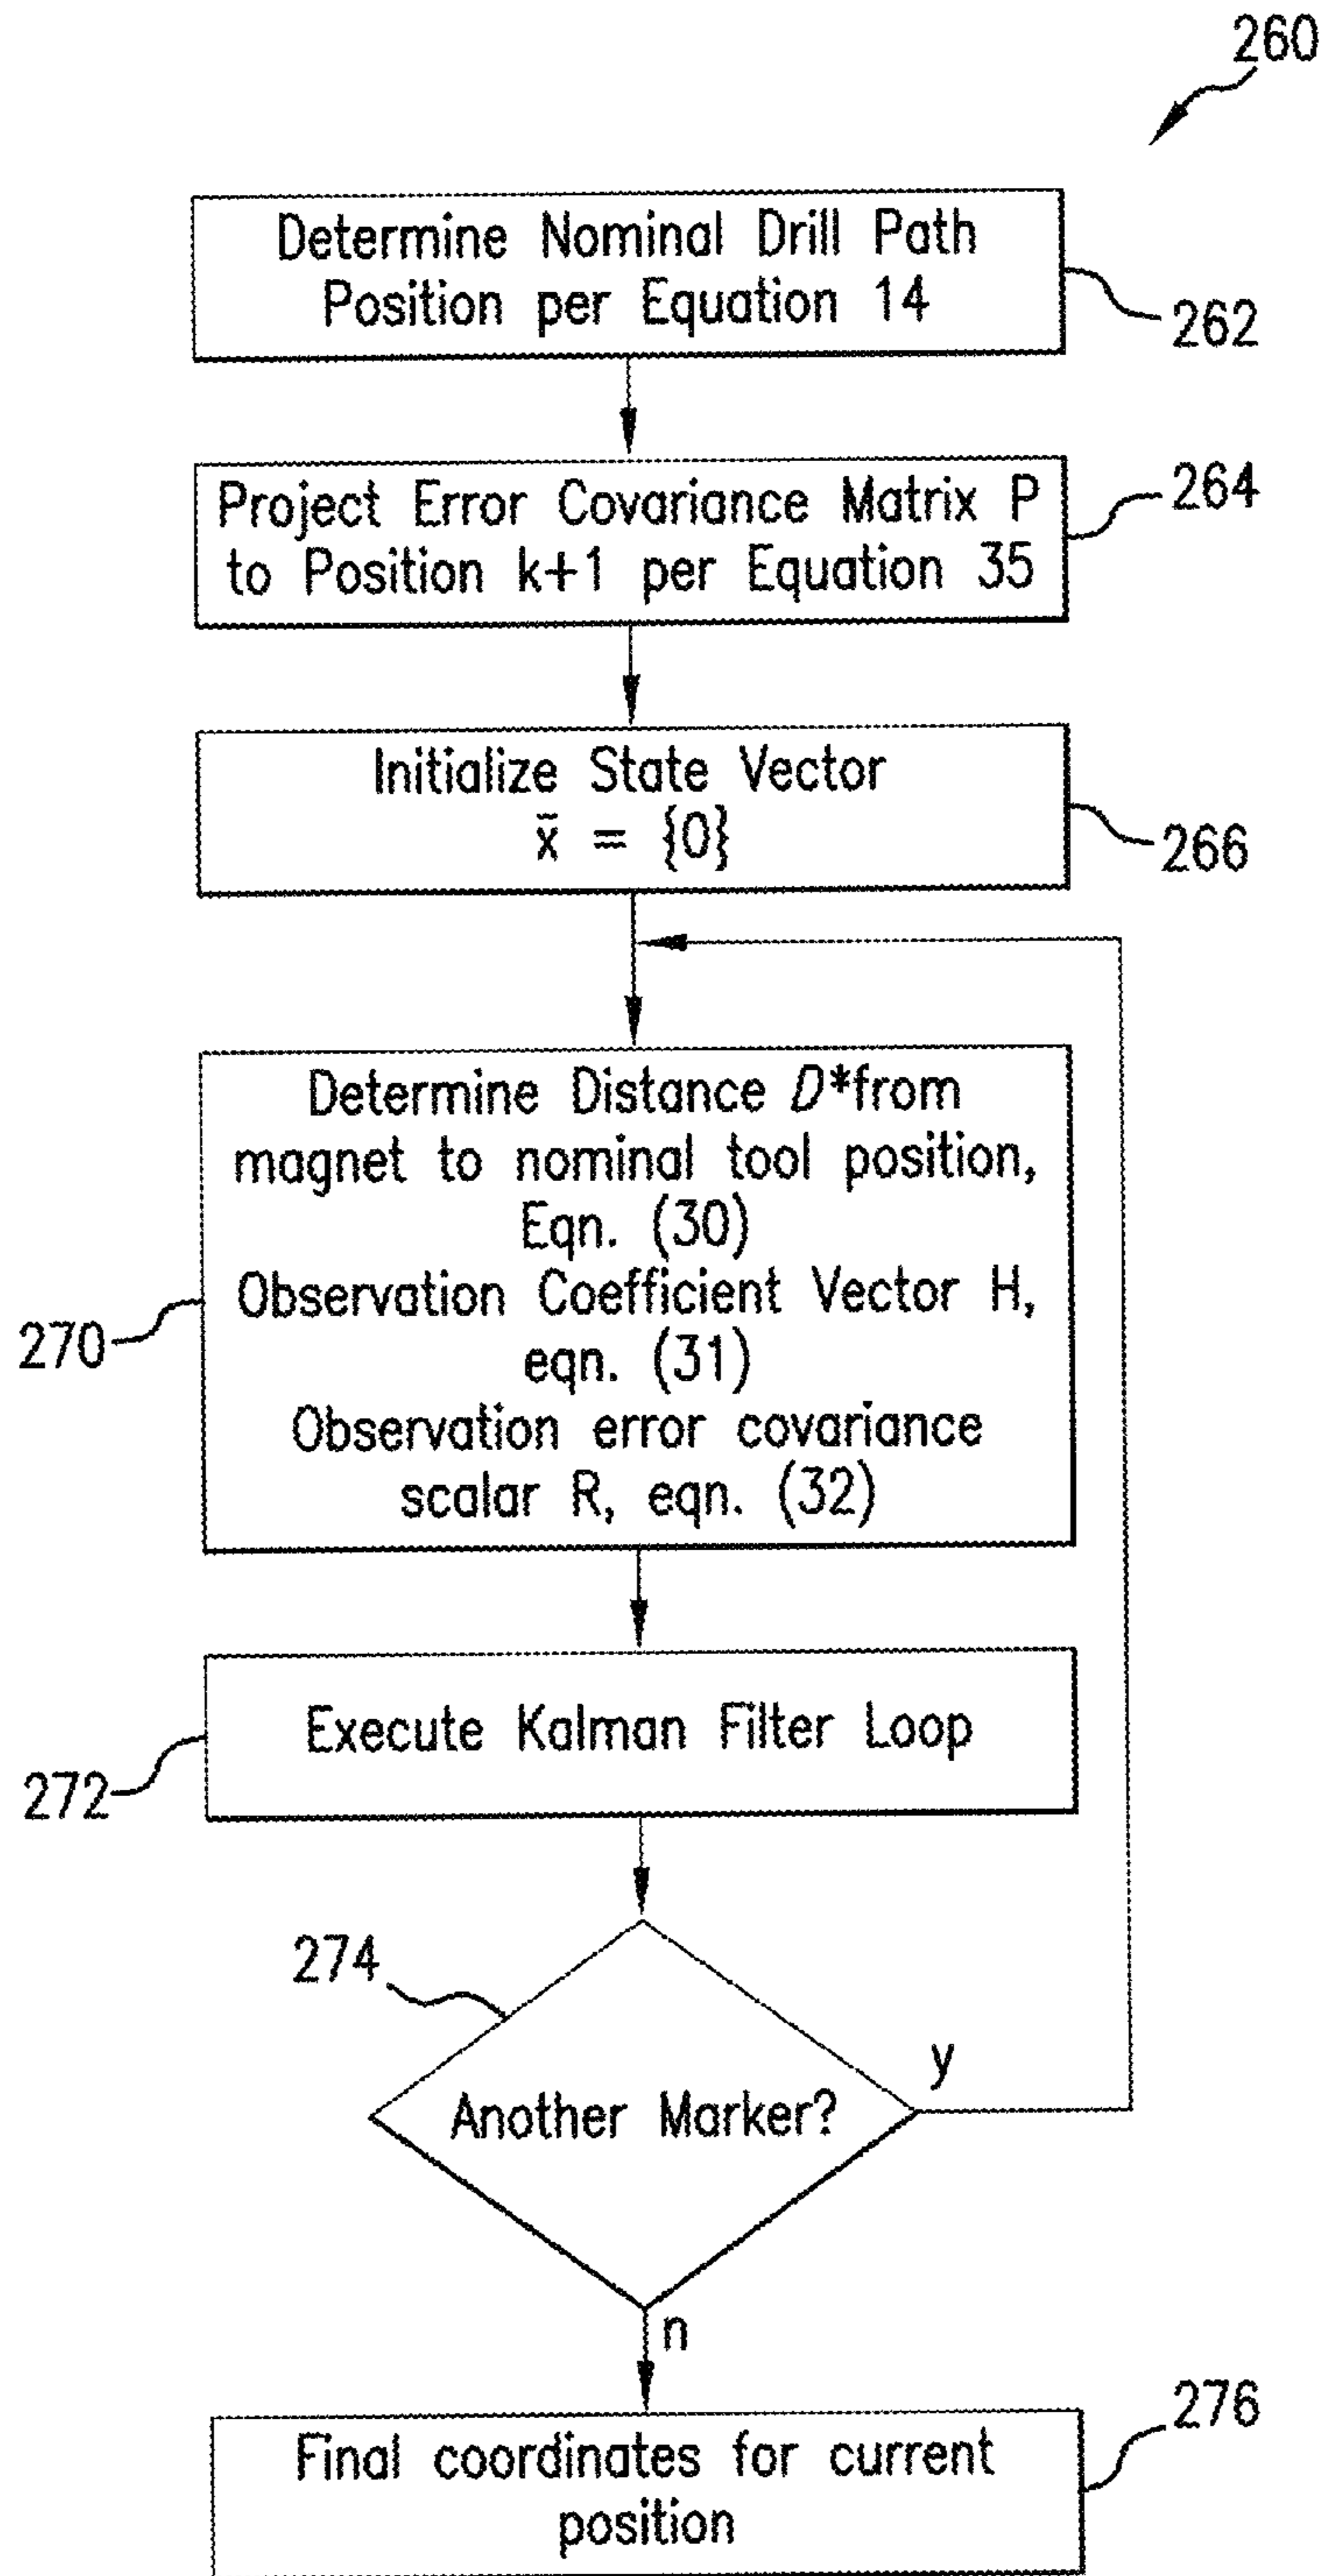 260
Determine Nominal Drill Path
Position per Equation 14
262
Project Error Covariance Matrix P
to Position k+1 per Equation 35
264
Initialize State Vector
x̄ = {0}
266
Determine Distance D*from
magnet to nominal tool position,
Eqn. (30)
Observation Coefficient Vector H,
eqn. (31)
Observation error covariance
scalar R, eqn. (32)
270
Execute Kalman Filter Loop
272
274
Another Marker?
y
n
Final coordinates for current
position
276